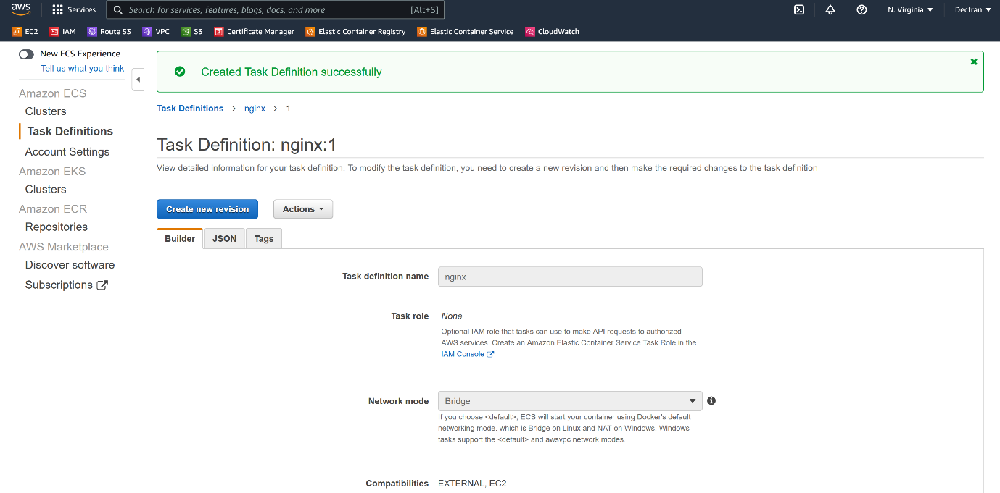 aws
Services
Search for services, features, blogs, docs, and more
[Alt+S]
N. Virginia
Dectran
EC2
IAM
Route 53
VPC
S3
Certificate Manager
Elastic Container Registry
Elastic Container Service
CloudWatch
New ECS Experience
Tell us what you think
Amazon ECS
Clusters
Task Definitions
Account Settings
Amazon EKS
Clusters
Amazon ECR
Repositories
AWS Marketplace
Discover software
Subscriptions
Created Task Definition successfully
Task Definitions > nginx > 1
Task Definition: nginx:1
View detailed information for your task definition. To modify the task definition, you need to create a new revision and then make the required changes to the task definition
Create new revision
Actions
Builder
JSON
Tags
Task definition name
nginx
Task role
None
Optional IAM role that tasks can use to make API requests to authorized
AWS services. Create an Amazon Elastic Container Service Task Role in the
IAM Console
Network mode
Bridge
If you choose <default>, ECS will start your container using Docker's default
networking mode, which is Bridge on Linux and NAT on Windows. Windows
tasks support the <default> and awsvpc network modes.
Compatibilities
EXTERNAL, EC2